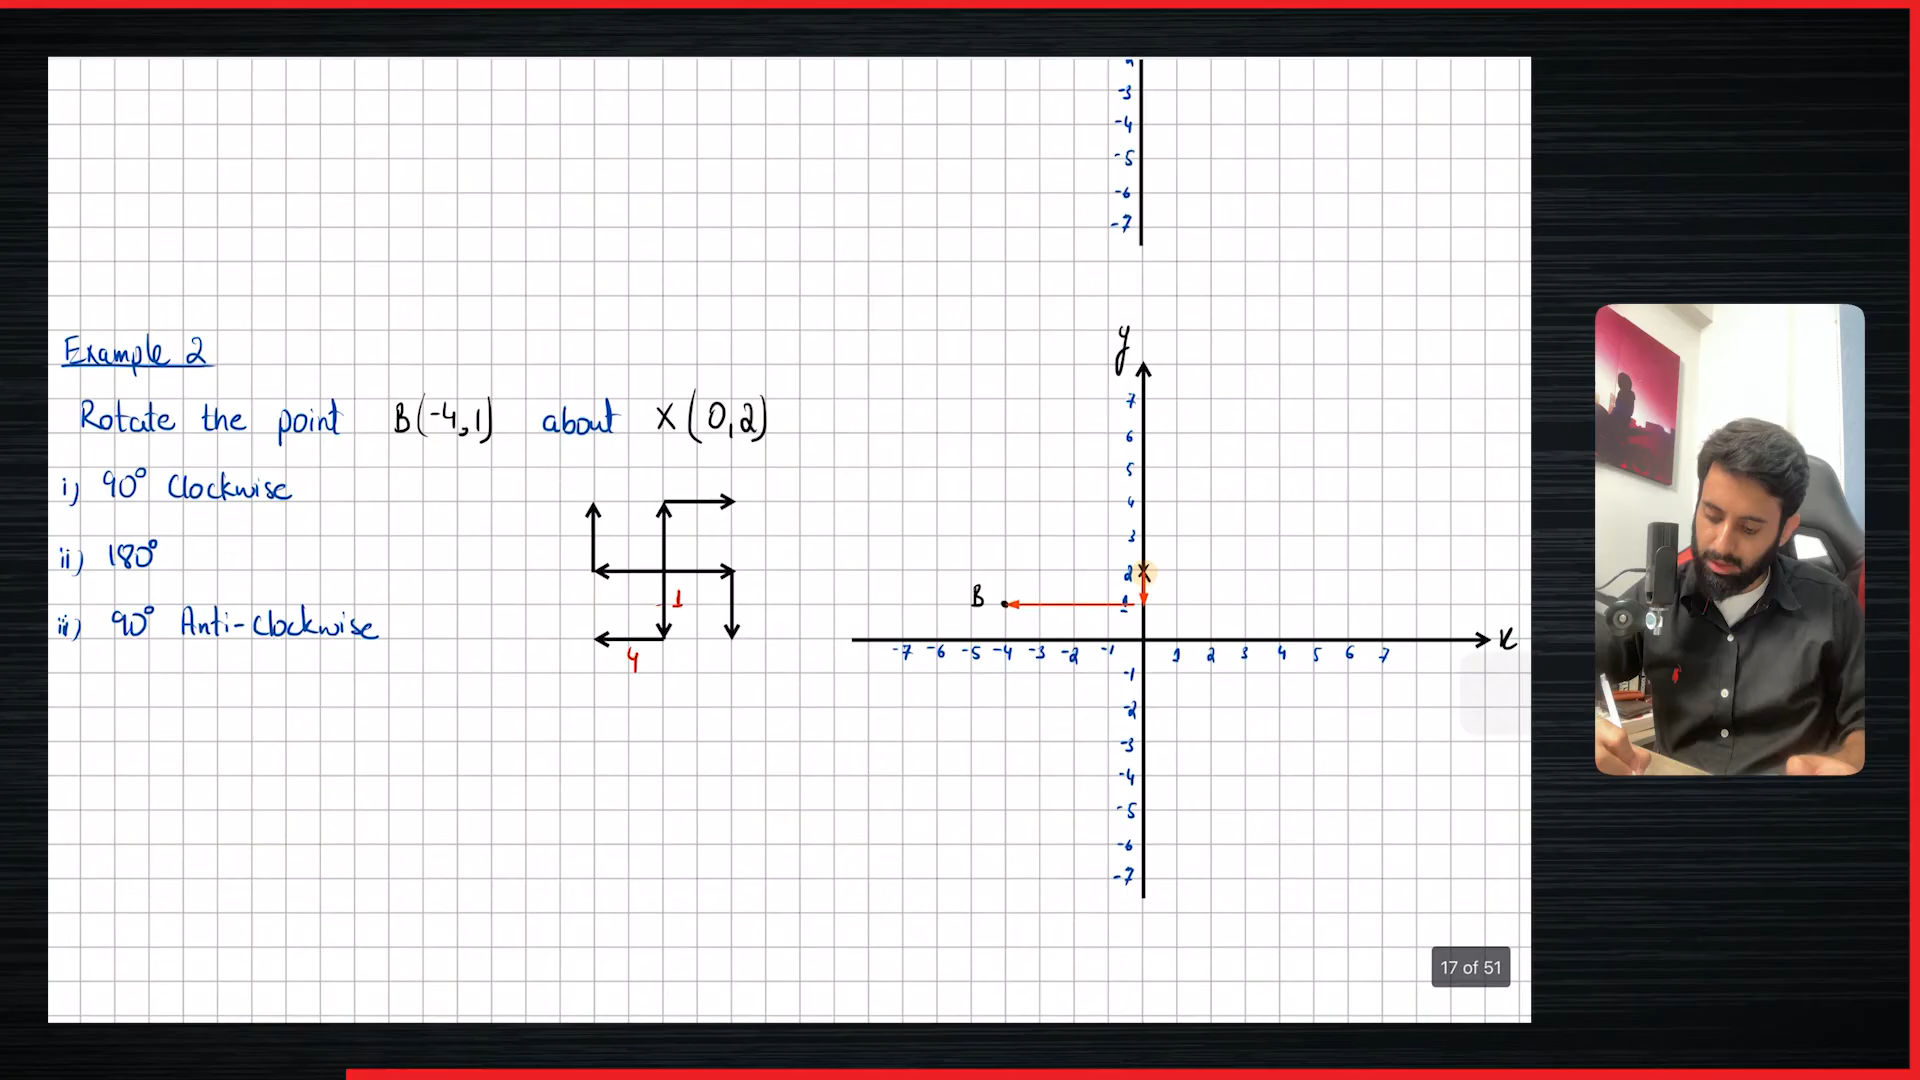 -3
-4
-5
-6
-7
Example 2
Rotate the point B(-4,1) about X(0,2)
i) 90° Clockwise
ii) 180°
iii) 90° Anti-clockwise
1
4
y
7
6
5
4
3
2
X
1
B
x
-7 -6 -5 -4 -3 -2 -1 1 2 3 4 5 6 7
-1
-2
-3
-4
-5
-6
-7
17 of 51